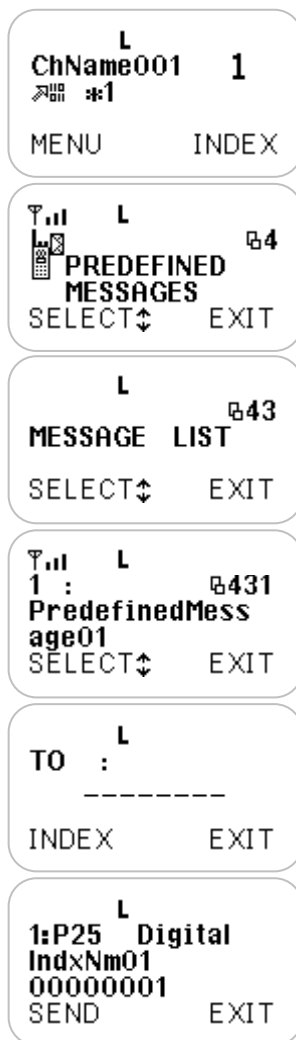 L
ChName001 1
*1
MENU INDEX
L
4
PREDEFINED
MESSAGES
SELECT EXIT
L
43
MESSAGE LIST
SELECT EXIT
L
1 : 431
PredefinedMess
age01
SELECT EXIT
L
TO :
--------
INDEX EXIT
L
1:P25 Digital
IndxNm01
00000001
SEND EXIT